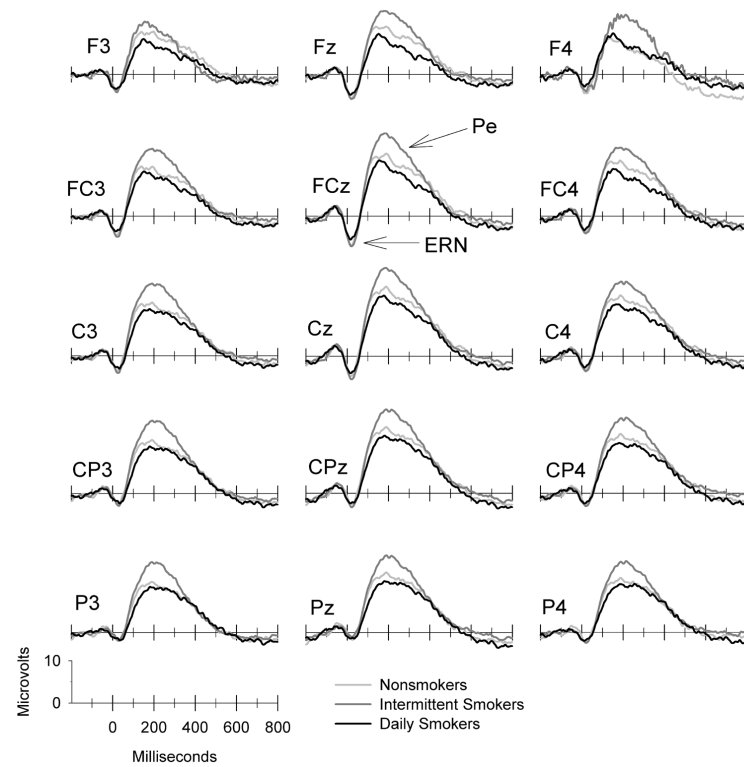 F3
Fz
F4
Pe
FC3
FCz
FC4
ERN
C3
Cz
C4
CP3
CPz
CP4
P3
Pz
P4
10
0
Microvolts
0 200 400 600 800
Milliseconds
Nonsmokers
Intermittent Smokers
Daily Smokers